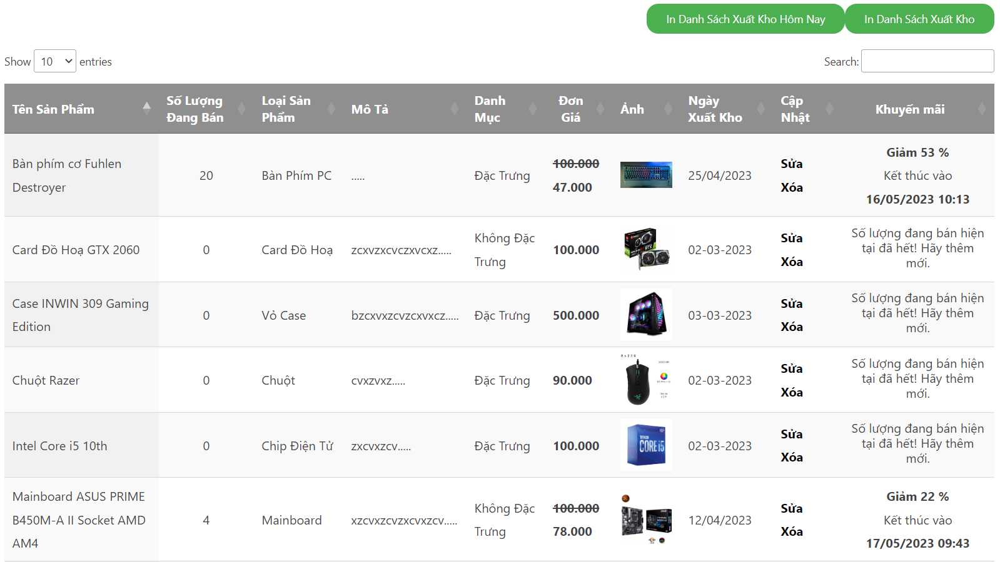 In Danh Sách Xuất Kho Hôm Nay
In Danh Sách Xuất Kho
Show 10 entries
Search:
Tên Sản Phẩm
Số Lượng
Đang Bán
Loại Sản
Phẩm
Mô Tả
Danh
Mục
Đơn
Giá
Ảnh
Ngày
Xuất Kho
Cập
Nhật
Khuyến mãi
Bàn phím cơ Fuhlen
Destroyer
20
Bàn Phím PC
.....
Đặc Trưng
100.000
47.000
25/04/2023
Sửa
Xóa
Giảm 53 %
Kết thúc vào
16/05/2023 10:13
Card Đồ Hoạ GTX 2060
0
Card Đồ Hoạ
zcxvzxcvczxvcxz.....
Không Đặc
Trưng
100.000
02-03-2023
Sửa
Xóa
Số lượng đang bán hiện
tại đã hết! Hãy thêm
mới.
Case INWIN 309 Gaming
Edition
0
Vỏ Case
bzcxvxzcvzcxvxcz.....
Đặc Trưng
500.000
03-03-2023
Sửa
Xóa
Số lượng đang bán hiện
tại đã hết! Hãy thêm
mới.
Chuột Razer
0
Chuột
cvxzvxz.....
Đặc Trưng
90.000
RAZER
02-03-2023
Sửa
Xóa
Số lượng đang bán hiện
tại đã hết! Hãy thêm
mới.
Intel Core i5 10th
0
Chip Điện Tử
zxcvxzcv.....
Đặc Trưng
100.000
CORE i5
02-03-2023
Sửa
Xóa
Số lượng đang bán hiện
tại đã hết! Hãy thêm
mới.
Mainboard ASUS PRIME
B450M-A II Socket AMD
AM4
4
Mainboard
xzcvxzcvzxcvxzcv.....
Không Đặc
Trưng
100.000
78.000
12/04/2023
Sửa
Xóa
Giảm 22 %
Kết thúc vào
17/05/2023 09:43